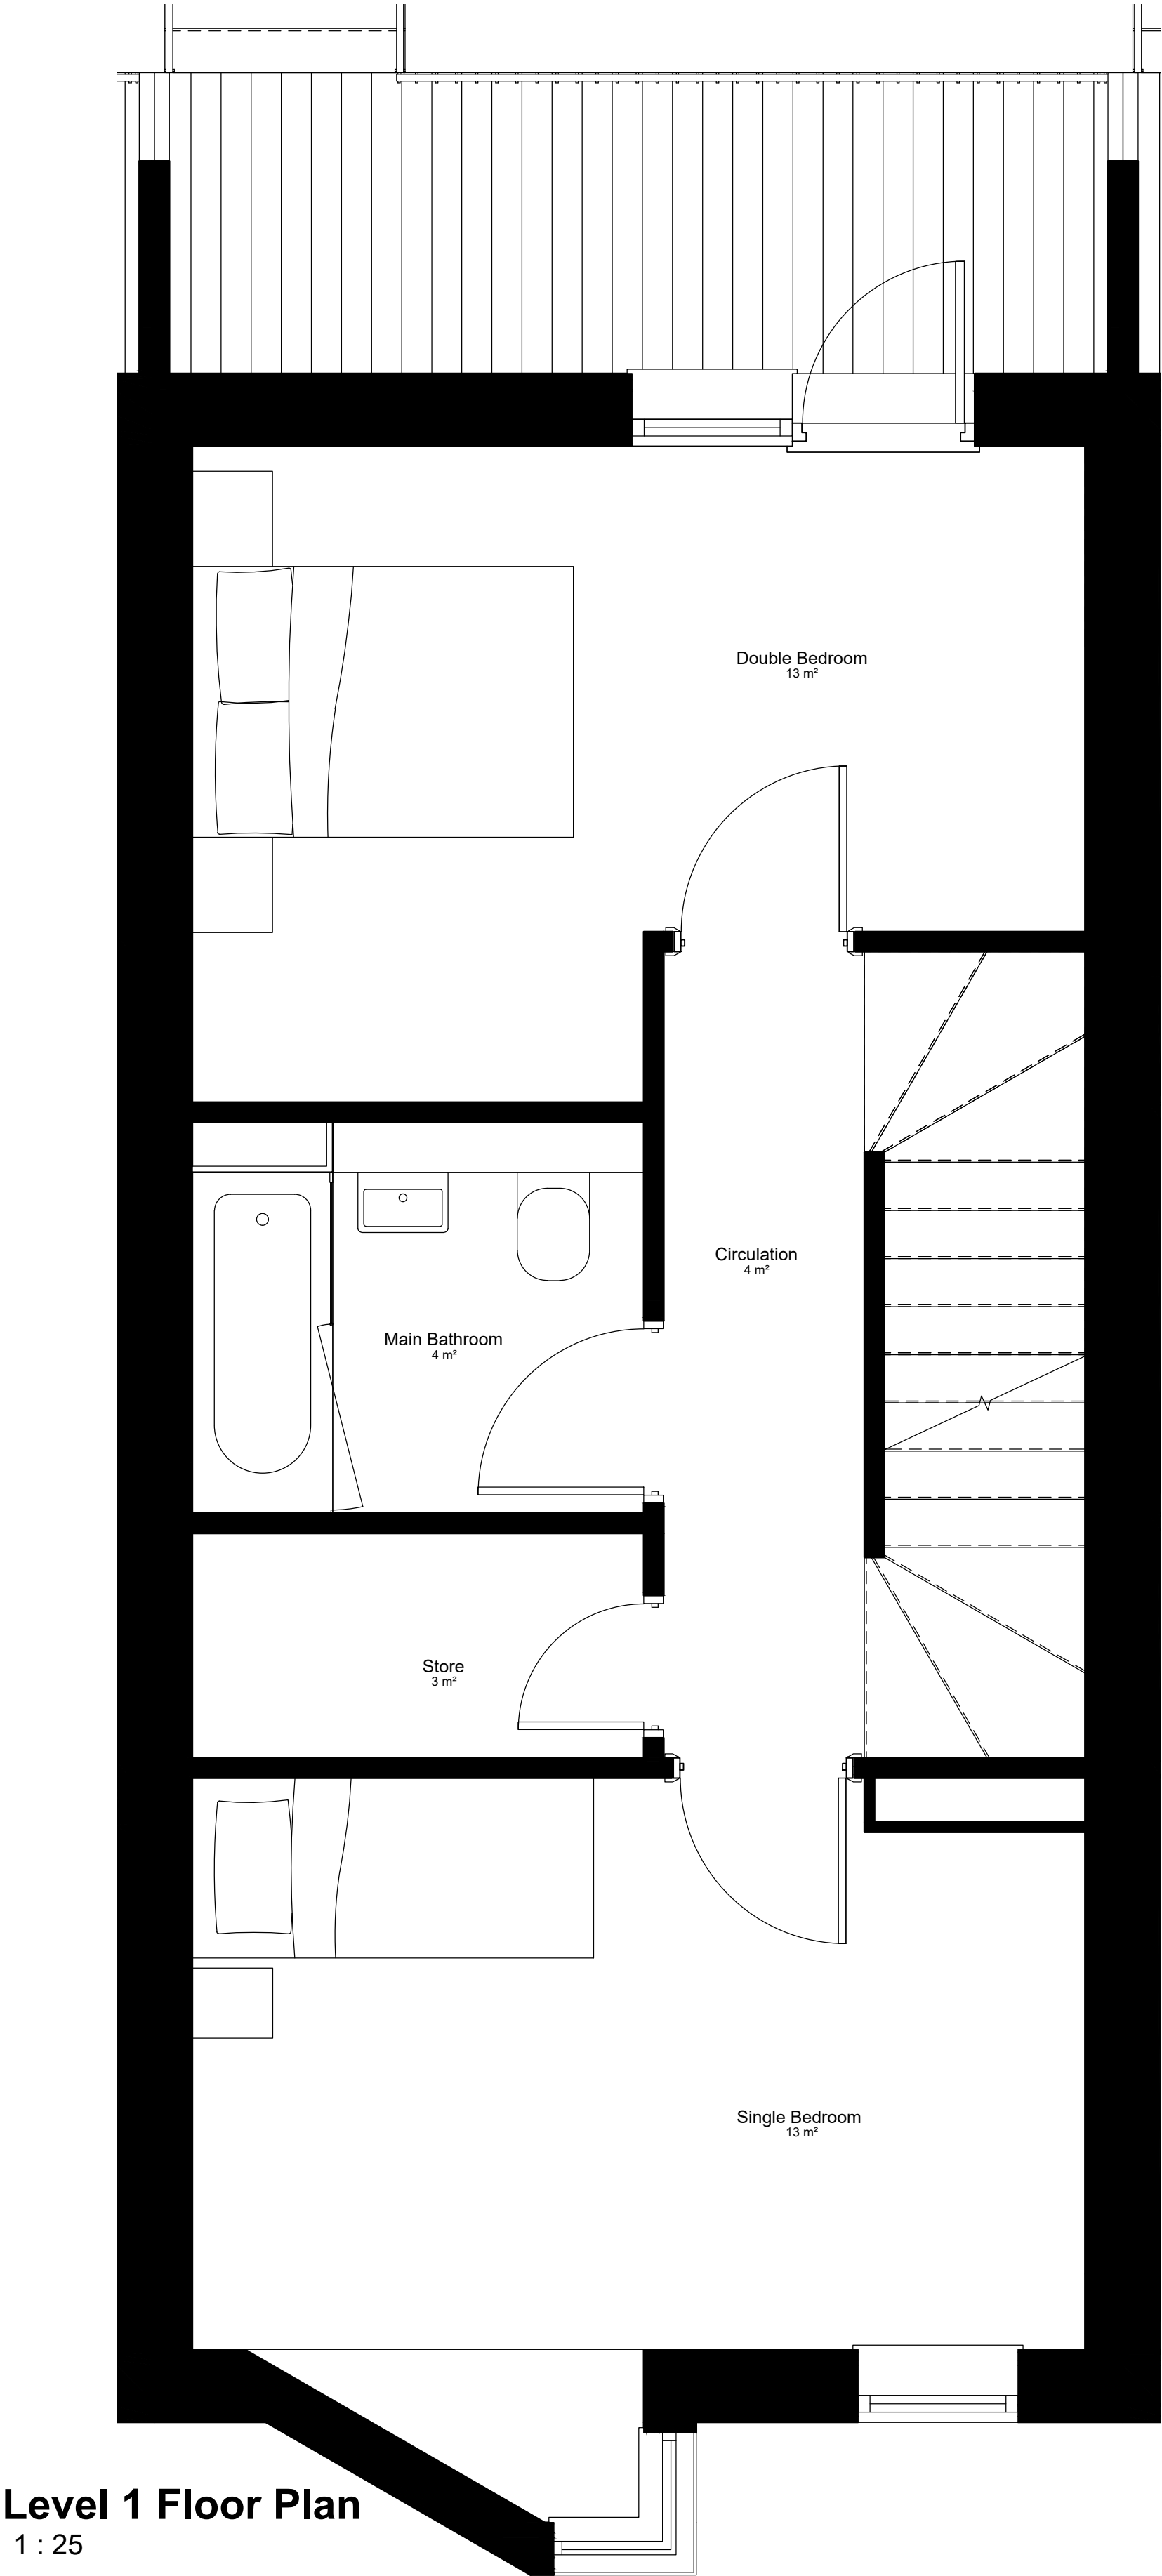 Double Bedroom
13 m²
Circulation
4 m²
Main Bathroom
4 m²
Store
3 m²
Single Bedroom
13 m²
Level 1 Floor Plan
1 : 25